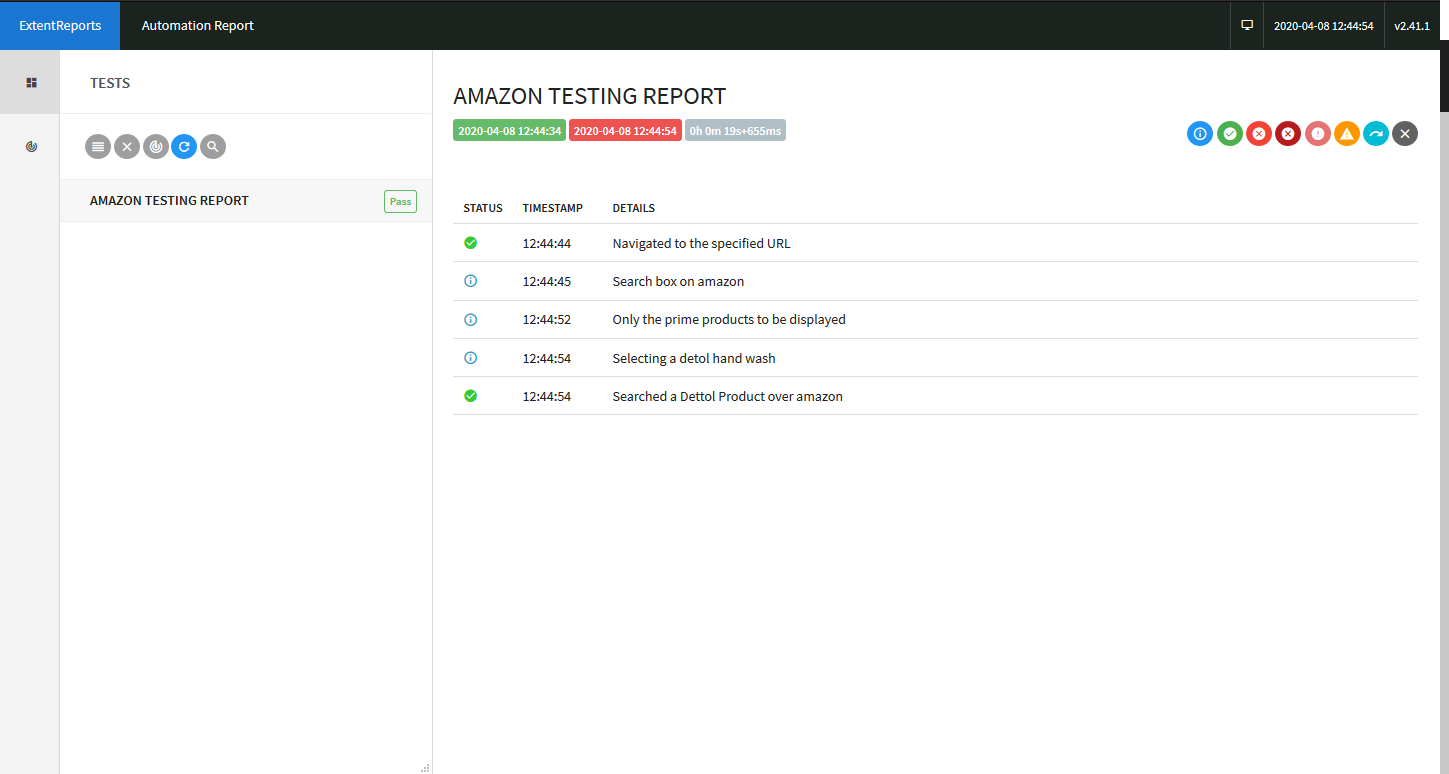 ExtentReports Automation Report 2020-04-08 12:44:54 v2.41.1
TESTS
AMAZON TESTING REPORT Pass
AMAZON TESTING REPORT
2020-04-08 12:44:34 2020-04-08 12:44:54 0h 0m 19s+655ms
STATUS TIMESTAMP DETAILS
12:44:44 Navigated to the specified URL
12:44:45 Search box on amazon
12:44:52 Only the prime products to be displayed
12:44:54 Selecting a detol hand wash
12:44:54 Searched a Dettol Product over amazon